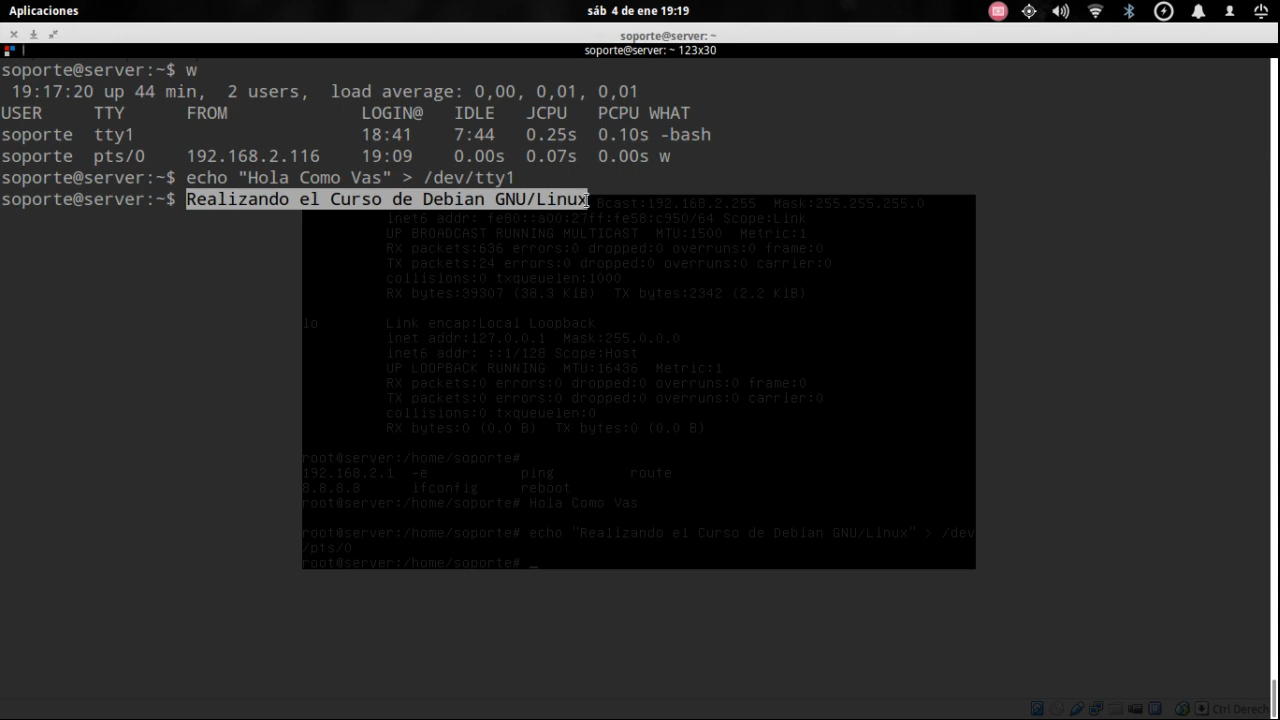 Aplicaciones
sáb 4 de ene 19:19
soporte@server: ~
soporte@server: ~ 123x30
soporte@server:~$ w
19:17:20 up 44 min, 2 users, load average: 0,00, 0,01, 0,01
USER TTY FROM LOGIN@ IDLE JCPU PCPU WHAT
soporte tty1 18:41 7:44 0.25s 0.10s -bash
soporte pts/0 192.168.2.116 19:09 0.00s 0.07s 0.00s w
soporte@server:~$ echo "Hola Como Vas" > /dev/tty1
soporte@server:~$ Realizando el Curso de Debian GNU/Linux
Bcast:192.168.2.255 Mask:255.255.255.0
inet6 addr: fe80::a00:27ff:fe58:c950/64 Scope:Link
UP BROADCAST RUNNING MULTICAST MTU:1500 Metric:1
RX packets:636 errors:0 dropped:0 overruns:0 frame:0
TX packets:24 errors:0 dropped:0 overruns:0 carrier:0
collisions:0 txqueuelen:1000
RX bytes:39307 (38.3 KiB) TX bytes:2342 (2.2 KiB)
lo Link encap:Local Loopback
inet addr:127.0.0.1 Mask:255.0.0.0
inet6 addr: ::1/128 Scope:Host
UP LOOPBACK RUNNING MTU:16436 Metric:1
RX packets:0 errors:0 dropped:0 overruns:0 frame:0
TX packets:0 errors:0 dropped:0 overruns:0 carrier:0
collisions:0 txqueuelen:0
RX bytes:0 (0.0 B) TX bytes:0 (0.0 B)
root@server:/home/soporte#
192.168.2.1 -e ping route
8.8.8.8 ifconfig reboot
root@server:/home/soporte# Hola Como Vas
root@server:/home/soporte# echo "Realizando el Curso de Debian GNU/Linux" > /dev
/pts/0
root@server:/home/soporte# _
Ctrl Derech